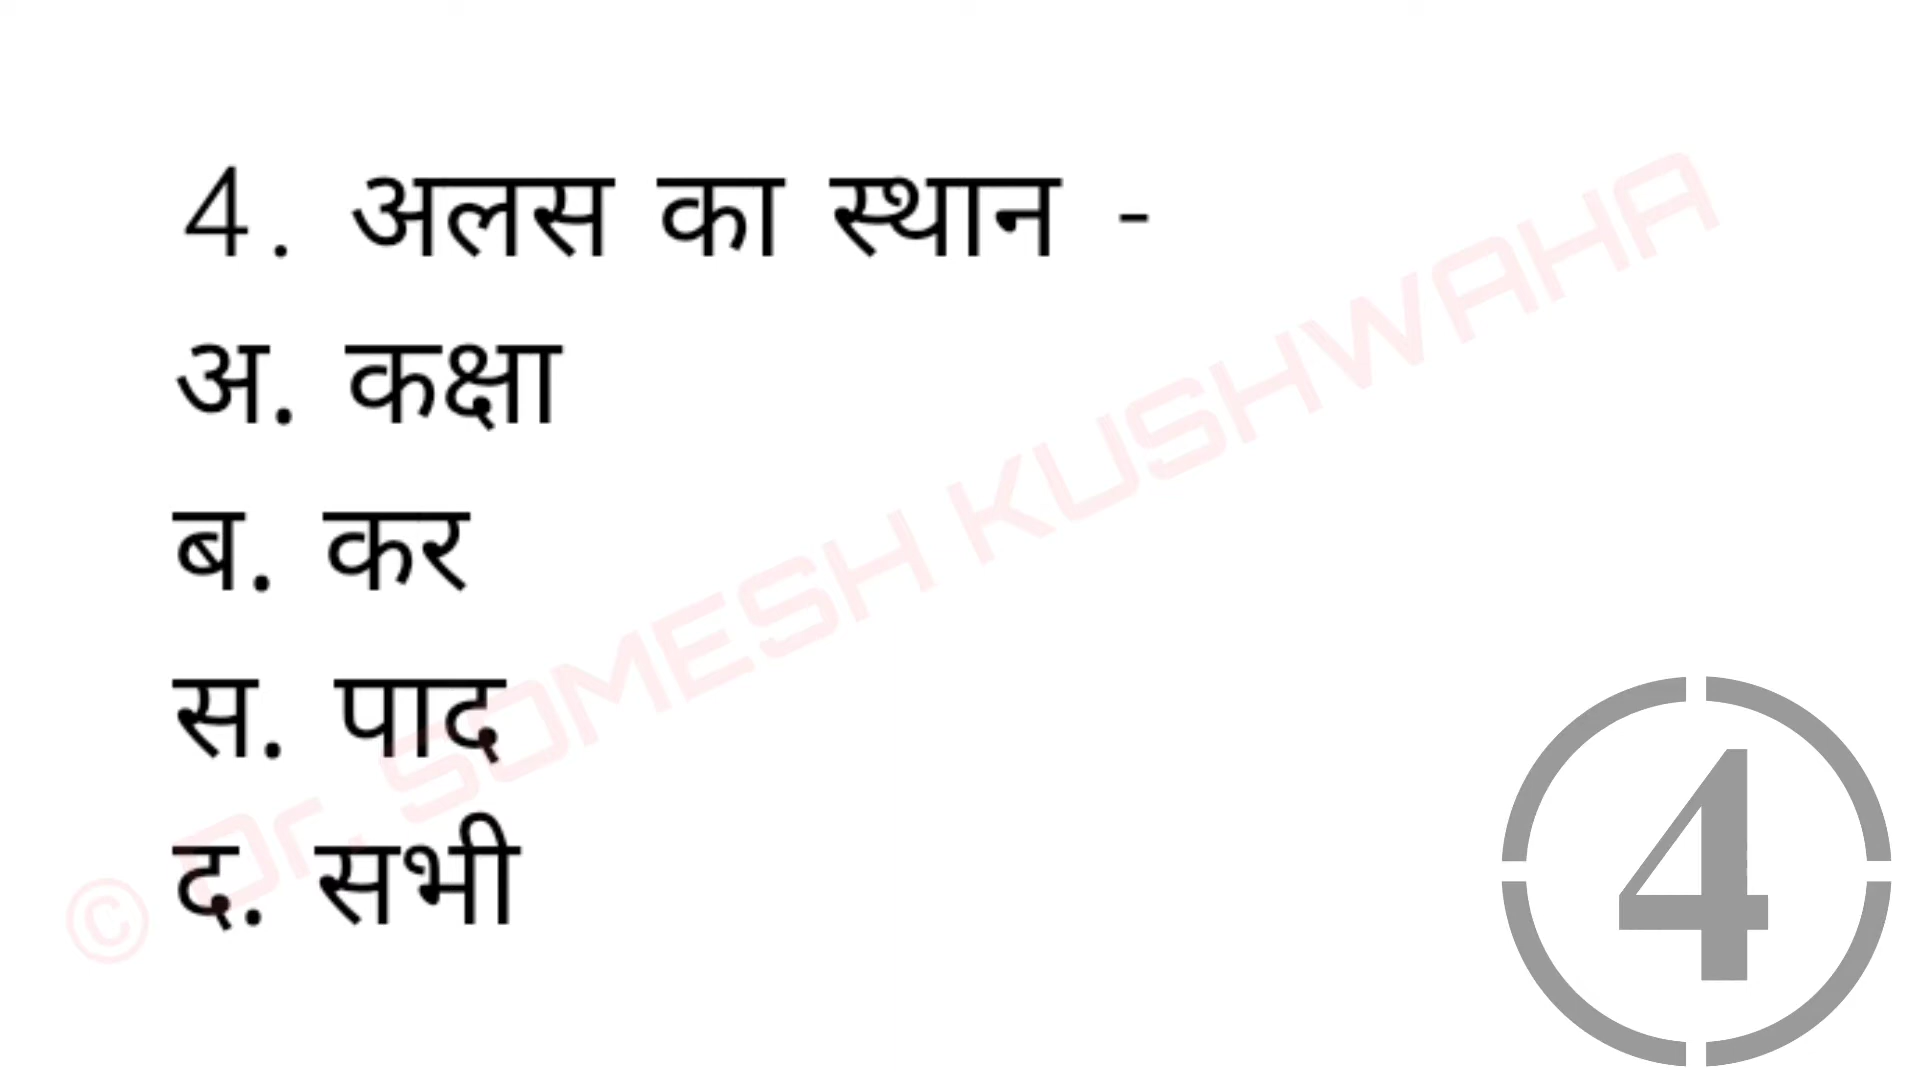 4. अलस का स्थान -
अ. कक्षा
ब. कर
स. पाद
द. सभी
© Dr. SOMESH KUSHWAHA
4